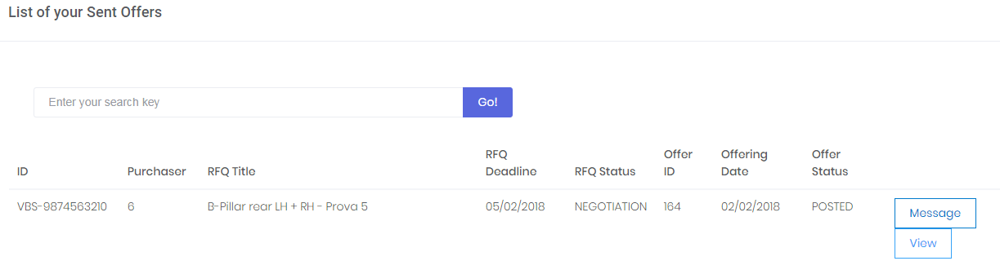 List of your Sent Offers
Enter your search key
Go!
ID Purchaser RFQ Title RFQ Deadline RFQ Status Offer ID Offering Date Offer Status
VBS-9874563210 6 B-Pillar rear LH + RH - Prova 5 05/02/2018 NEGOTIATION 164 02/02/2018 POSTED Message
View